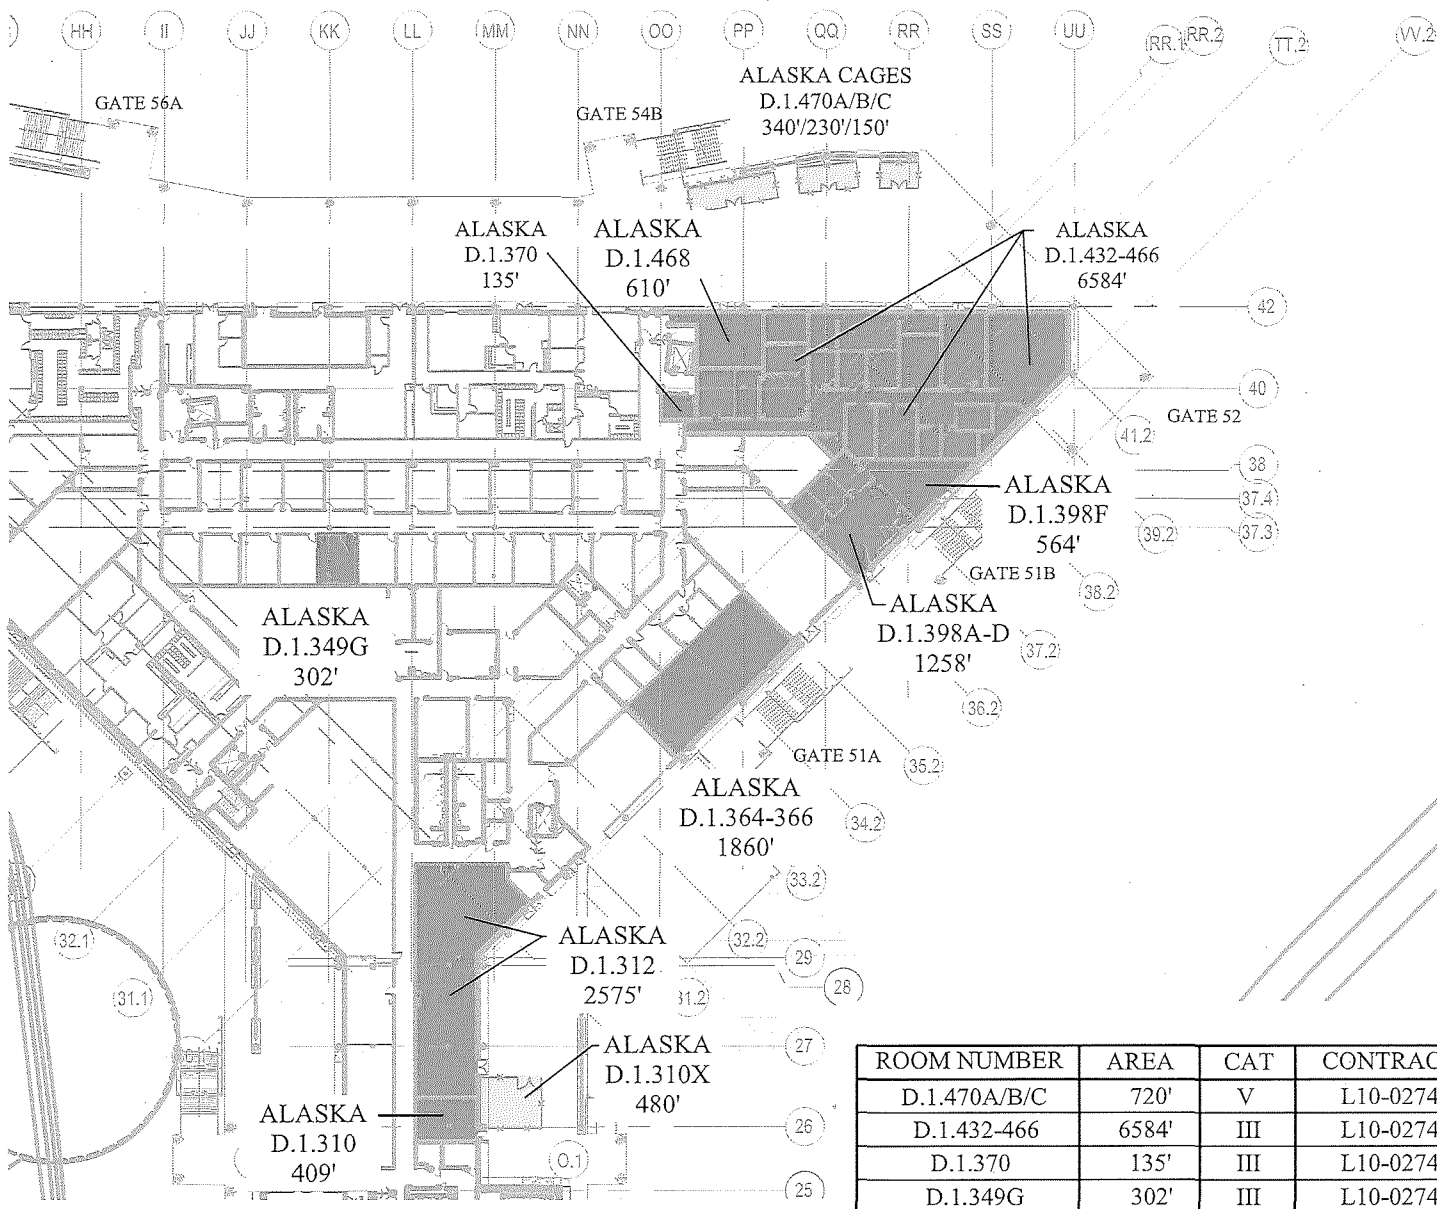 HH
II
JJ
KK
LL
MM
NN
OO
PP
QQ
RR
SS
UU
RR.1
RR.2
TT.2
VV.2
ALASKA CAGES
D.1.470A/B/C
340'/230'/150'
GATE 56A
GATE 54B
ALASKA
D.1.370
135'
ALASKA
D.1.468
610'
ALASKA
D.1.432-466
6584'
42
40
GATE 52
41.2
38
37.4
37.3
39.2
ALASKA
D.1.398F
564'
GATE 51B
38.2
ALASKA
D.1.398A-D
1258'
37.2
36.2
ALASKA
D.1.349G
302'
GATE 51A
35.2
ALASKA
D.1.364-366
1860'
34.2
33.2
32.1
32.2
29
28
31.1
31.2
ALASKA
D.1.312
2575'
27
ALASKA
D.1.310X
480'
26
ALASKA
D.1.310
409'
O.1
25
ROOM NUMBER AREA CAT CONTRAC
D.1.470A/B/C 720' V L10-0274
D.1.432-466 6584' III L10-0274
D.1.370 135' III L10-0274
D.1.349G 302' III L10-0274